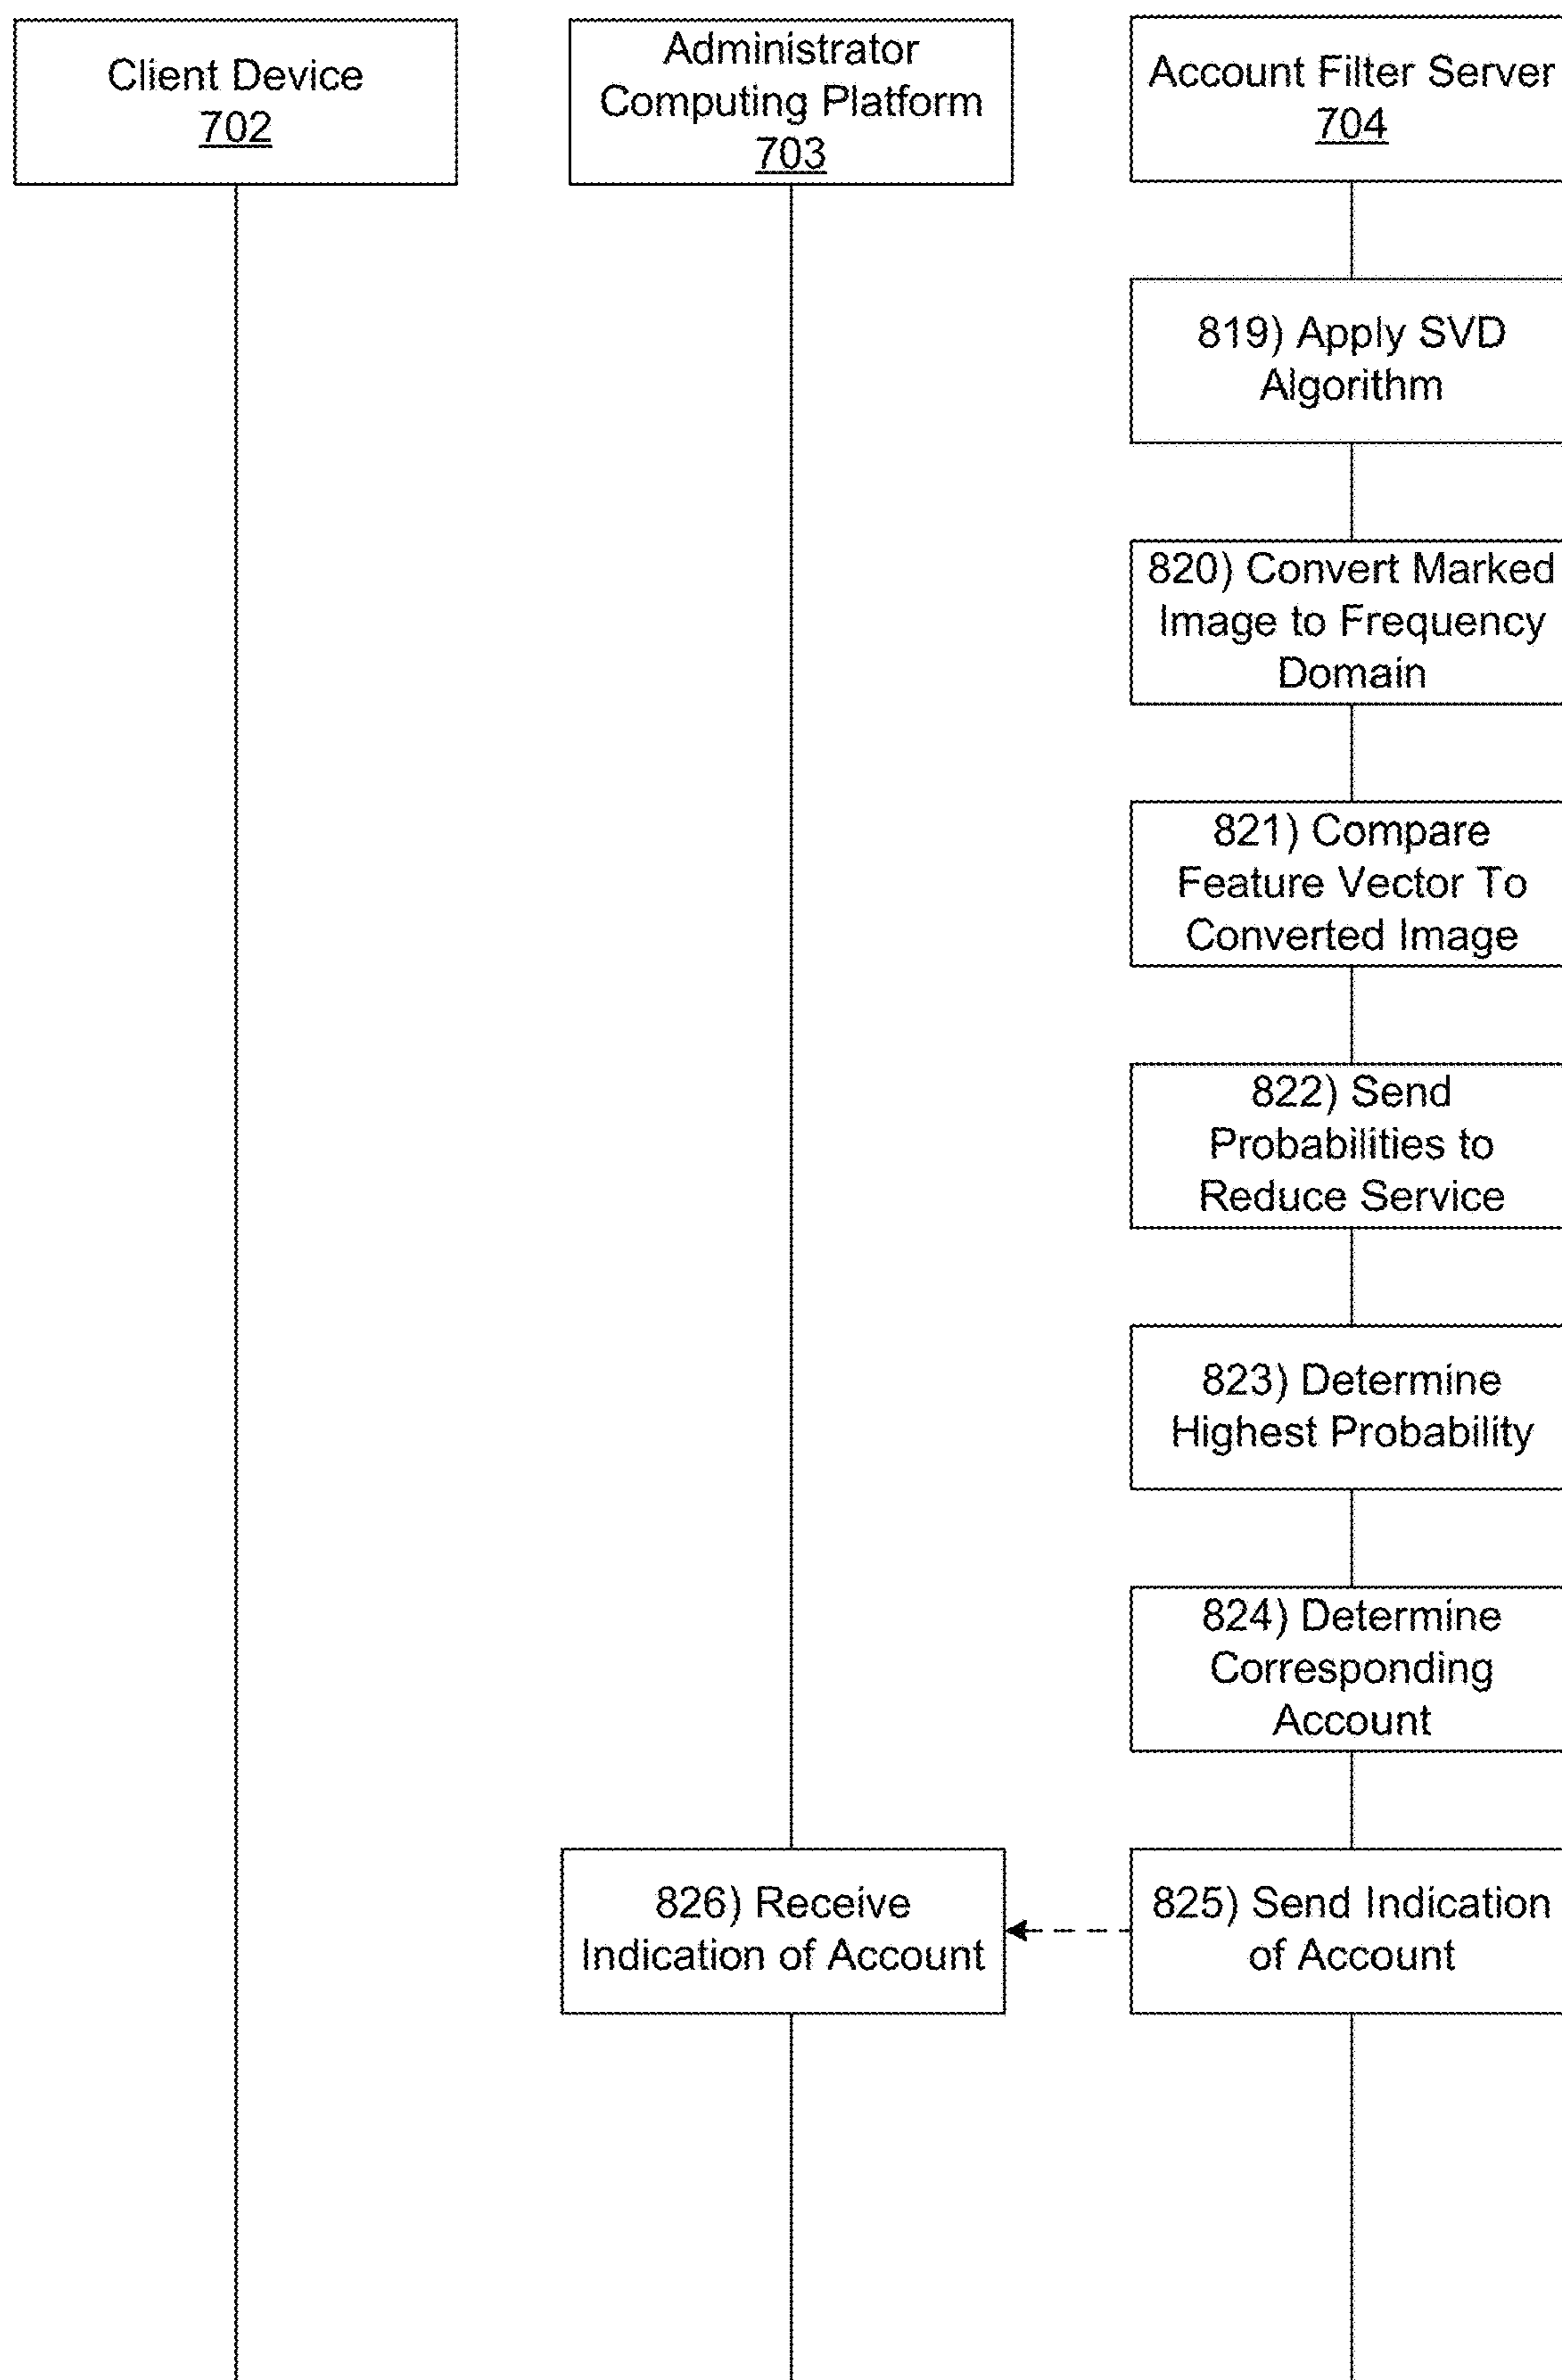 Client Device
702
Administrator
Computing Platform
703
Account Filter Server
704
819) Apply SVD
Algorithm
820) Convert Marked
Image to Frequency
Domain
821) Compare
Feature Vector To
Converted Image
822) Send
Probabilities to
Reduce Service
823) Determine
Highest Probability
824) Determine
Corresponding
Account
826) Receive
Indication of Account
825) Send Indication
of Account